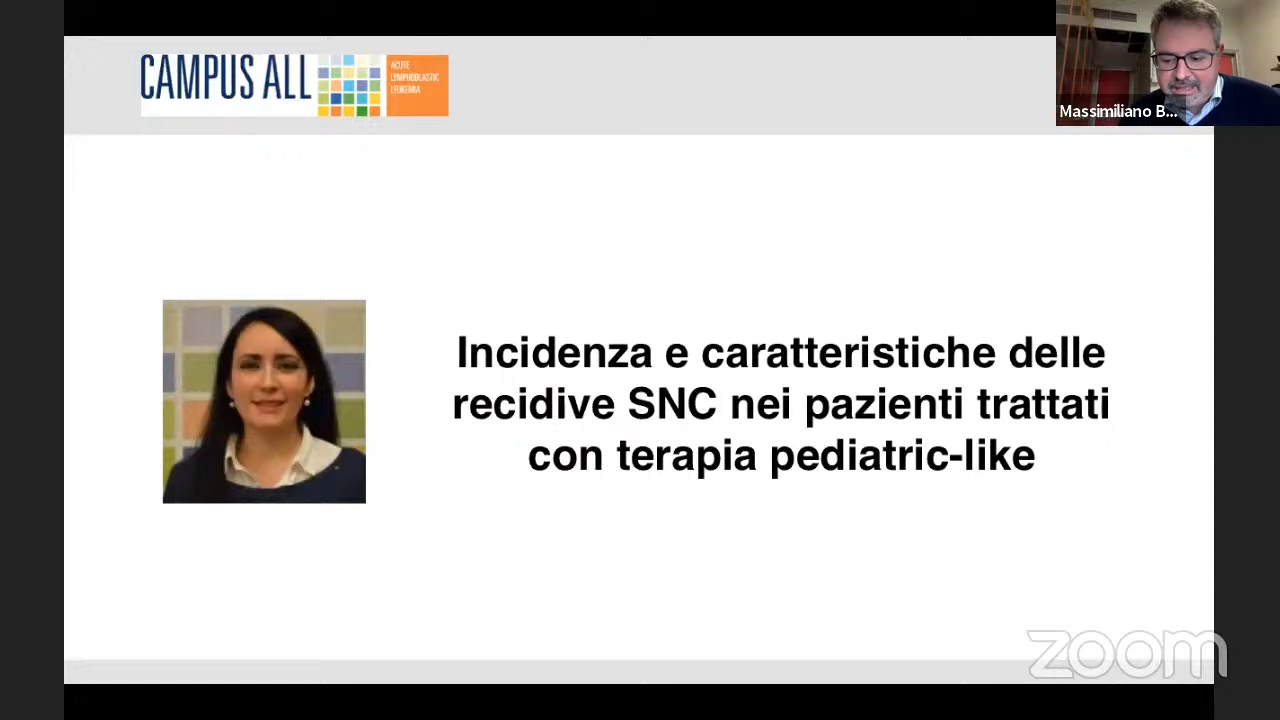 CAMPUS ALL
ACUTE
LYMPHOBLASTIC
LEUKEMIA
Massimiliano B...
Incidenza e caratteristiche delle
recidive SNC nei pazienti trattati
con terapia pediatric-like
zoom